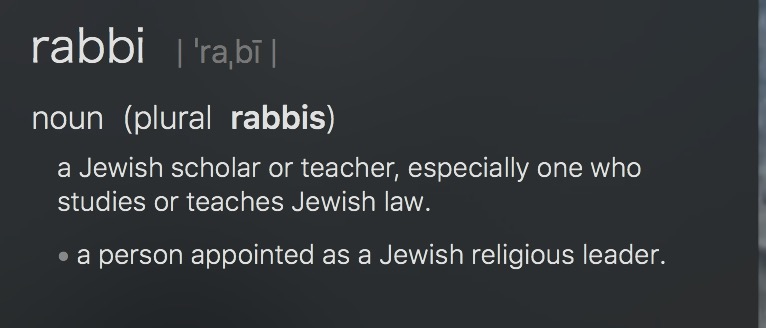 rabbi | ˈraˌbī |
noun (plural rabbis)
a Jewish scholar or teacher, especially one who
studies or teaches Jewish law.
• a person appointed as a Jewish religious leader.